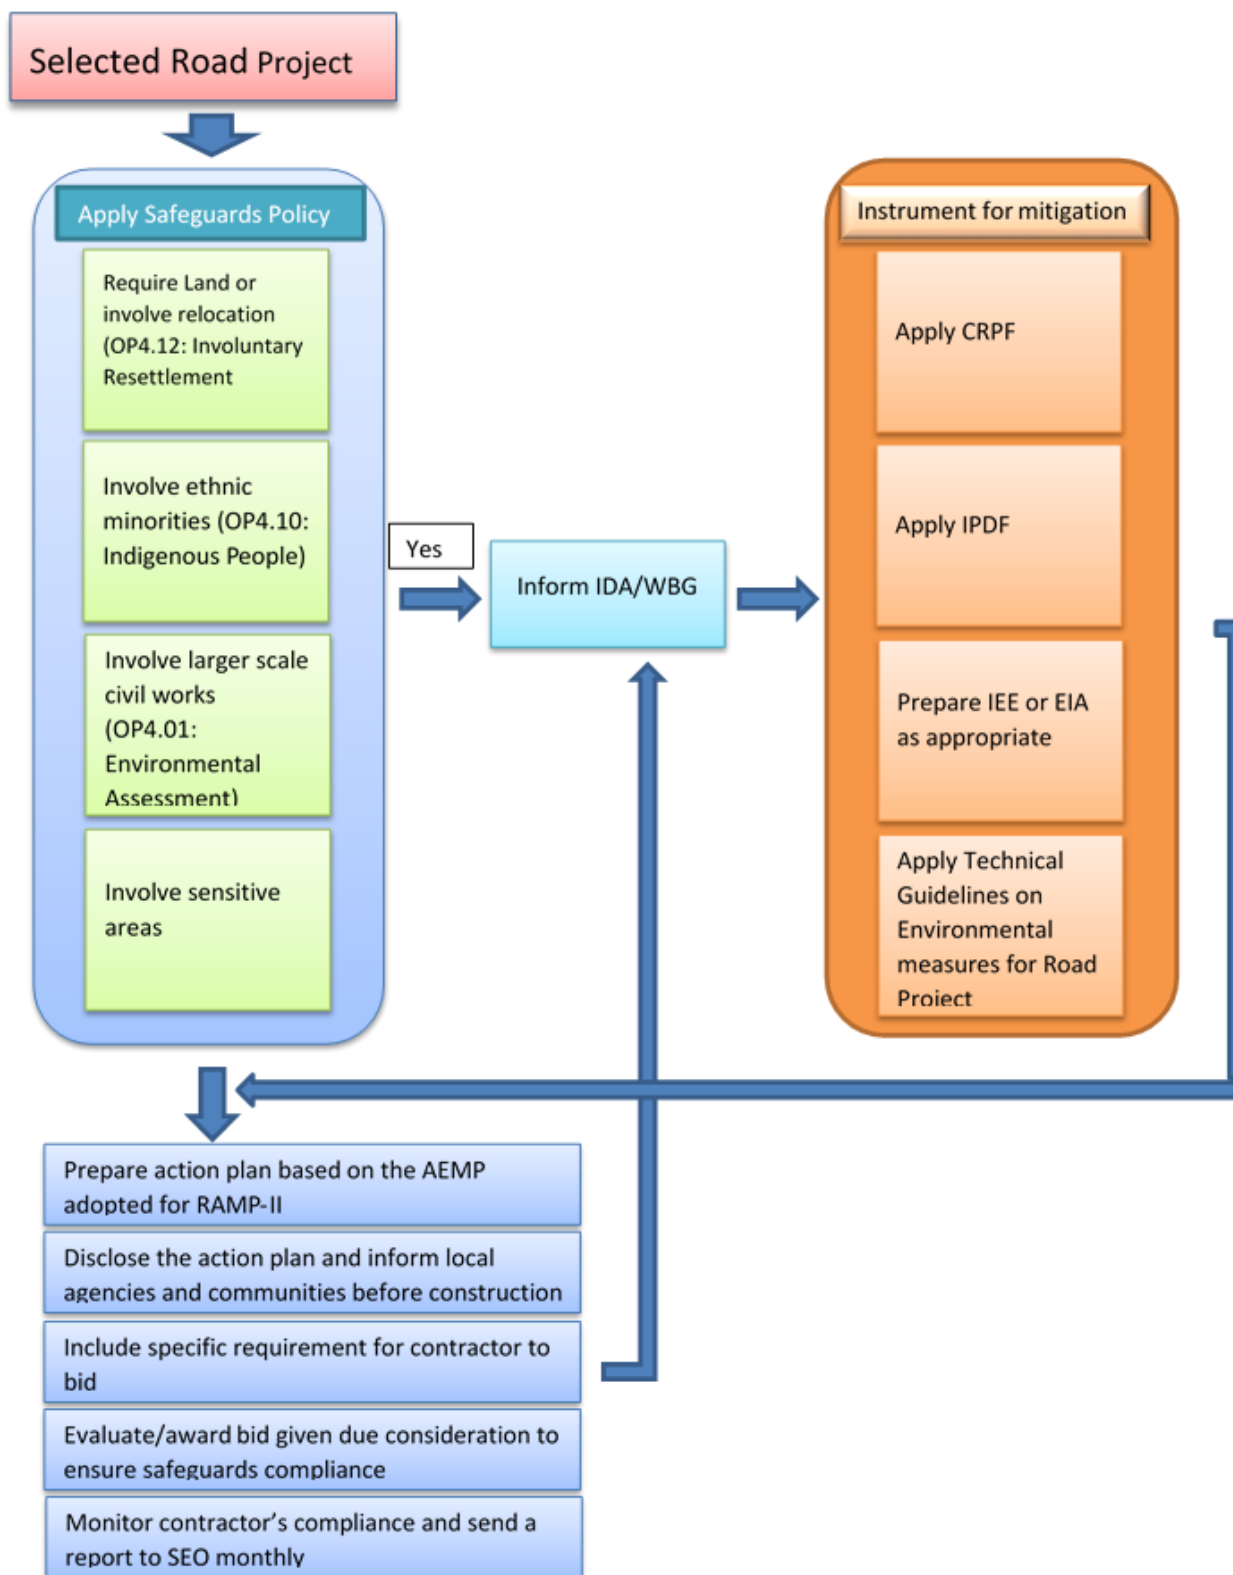 Selected Road Project
Apply Safeguards Policy
Require Land or
involve relocation
(OP4.12: Involuntary
Resettlement
Involve ethnic
minorities (OP4.10:
Indigenous People)
Involve larger scale
civil works
(OP4.01:
Environmental
Assessment)
Involve sensitive
areas
Yes
Inform IDA/WBG
Instrument for mitigation
Apply CRPF
Apply IPDF
Prepare IEE or EIA
as appropriate
Apply Technical
Guidelines on
Environmental
measures for Road
Project
Prepare action plan based on the AEMP
adopted for RAMP-II
Disclose the action plan and inform local
agencies and communities before construction
Include specific requirement for contractor to
bid
Evaluate/award bid given due consideration to
ensure safeguards compliance
Monitor contractor's compliance and send a
report to SEO monthly